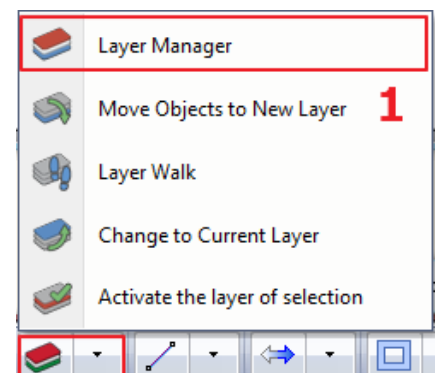 Layer Manager
Move Objects to New Layer 1
Layer Walk
Change to Current Layer
Activate the layer of selection